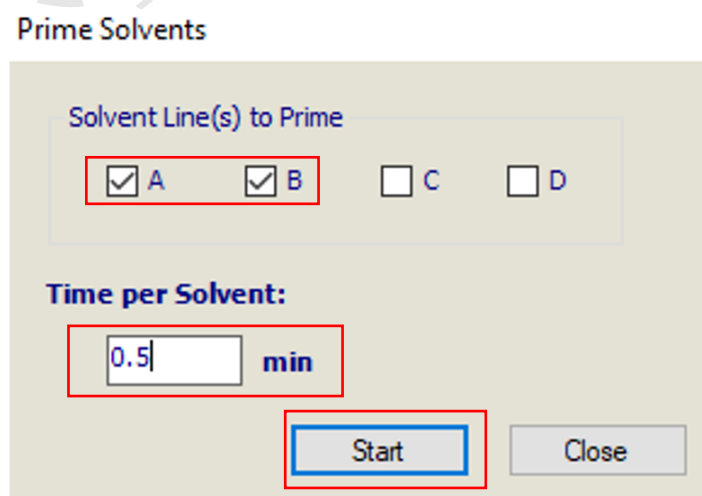 Prime Solvents
Solvent Line(s) to Prime
A B C D
Time per Solvent:
0.5 min
Start Close